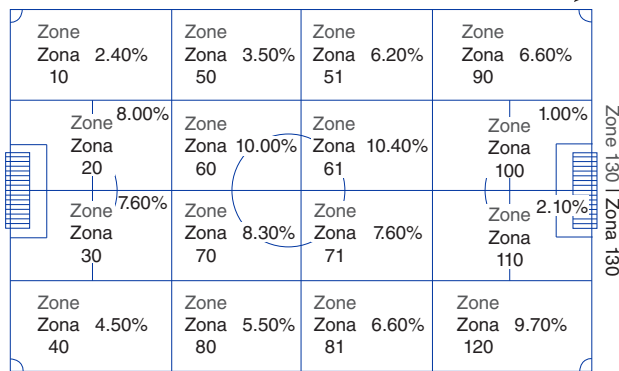 Zone
Zona 2.40%
10
Zone
Zona 3.50%
50
Zone
Zona 6.20%
51
Zone
Zona 6.60%
90
8.00%
Zone
Zona
20
Zone
Zona 10.00%
60
Zone
Zona 10.40%
61
1.00%
Zone
Zona
100
7.60%
Zone
Zona
30
Zone
Zona 8.30%
70
Zone
Zona 7.60%
71
2.10%
Zone
Zona
110
Zone
Zona 4.50%
40
Zone
Zona 5.50%
80
Zone
Zona 6.60%
81
Zone
Zona 9.70%
120
Zone 130 | Zona 130